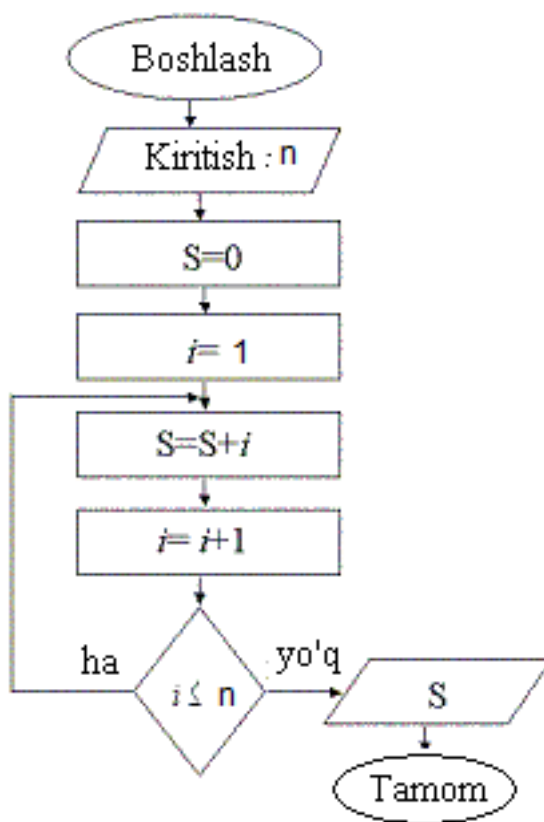 Boshlash
Kiritish : n
S=0
i= 1
S=S+i
i= i+1
ha
i ≤ n
yo'q
S
Tamom